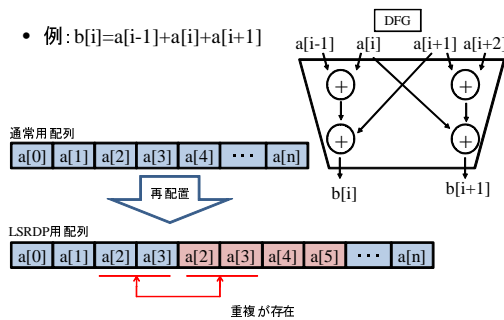 DFG
• 例:b[i]=a[i-1]+a[i]+a[i+1]
a[i-1] a[i] a[i+1] a[i+2]
+ +
+ +
b[i] b[i+1]
通常用配列
a[0] a[1] a[2] a[3] a[4] ••• a[n]
再配置
LSRDP用配列
a[0] a[1] a[2] a[3] a[2] a[3] a[4] a[5] ••• a[n]
重複が存在